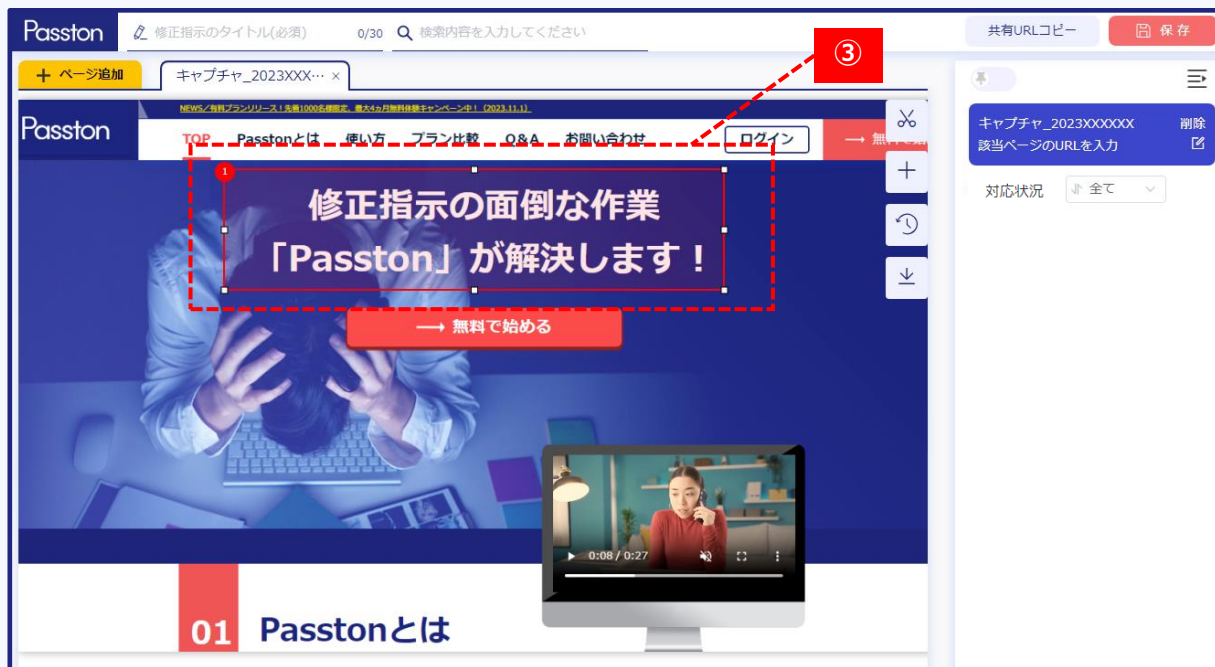 Passton
修正指示のタイトル(必須)
0/30
検索内容を入力してください
共有URLコピー
保存
③
ページ追加
キャプチャ_2023XXX… ×
NEWS／有料プランリリース！先着1000名様限定、最大4ヵ月無料体験キャンペーン中！（2023.11.1）
Passton
TOP Passtonとは 使い方 プラン比較 Q&A お問い合わせ
ログイン
→
キャプチャ_2023XXXXXX 削除
該当ページのURLを入力
対応状況 全て
1
修正指示の面倒な作業
「Passton」が解決します！
→ 無料で始める
0:08 / 0:27
01 Passtonとは